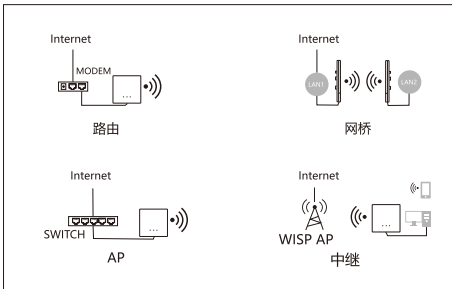 Internet
MODEM
路由
Internet
LAN1
LAN2
网桥
Internet
SWITCH
AP
Internet
WISP AP
中继